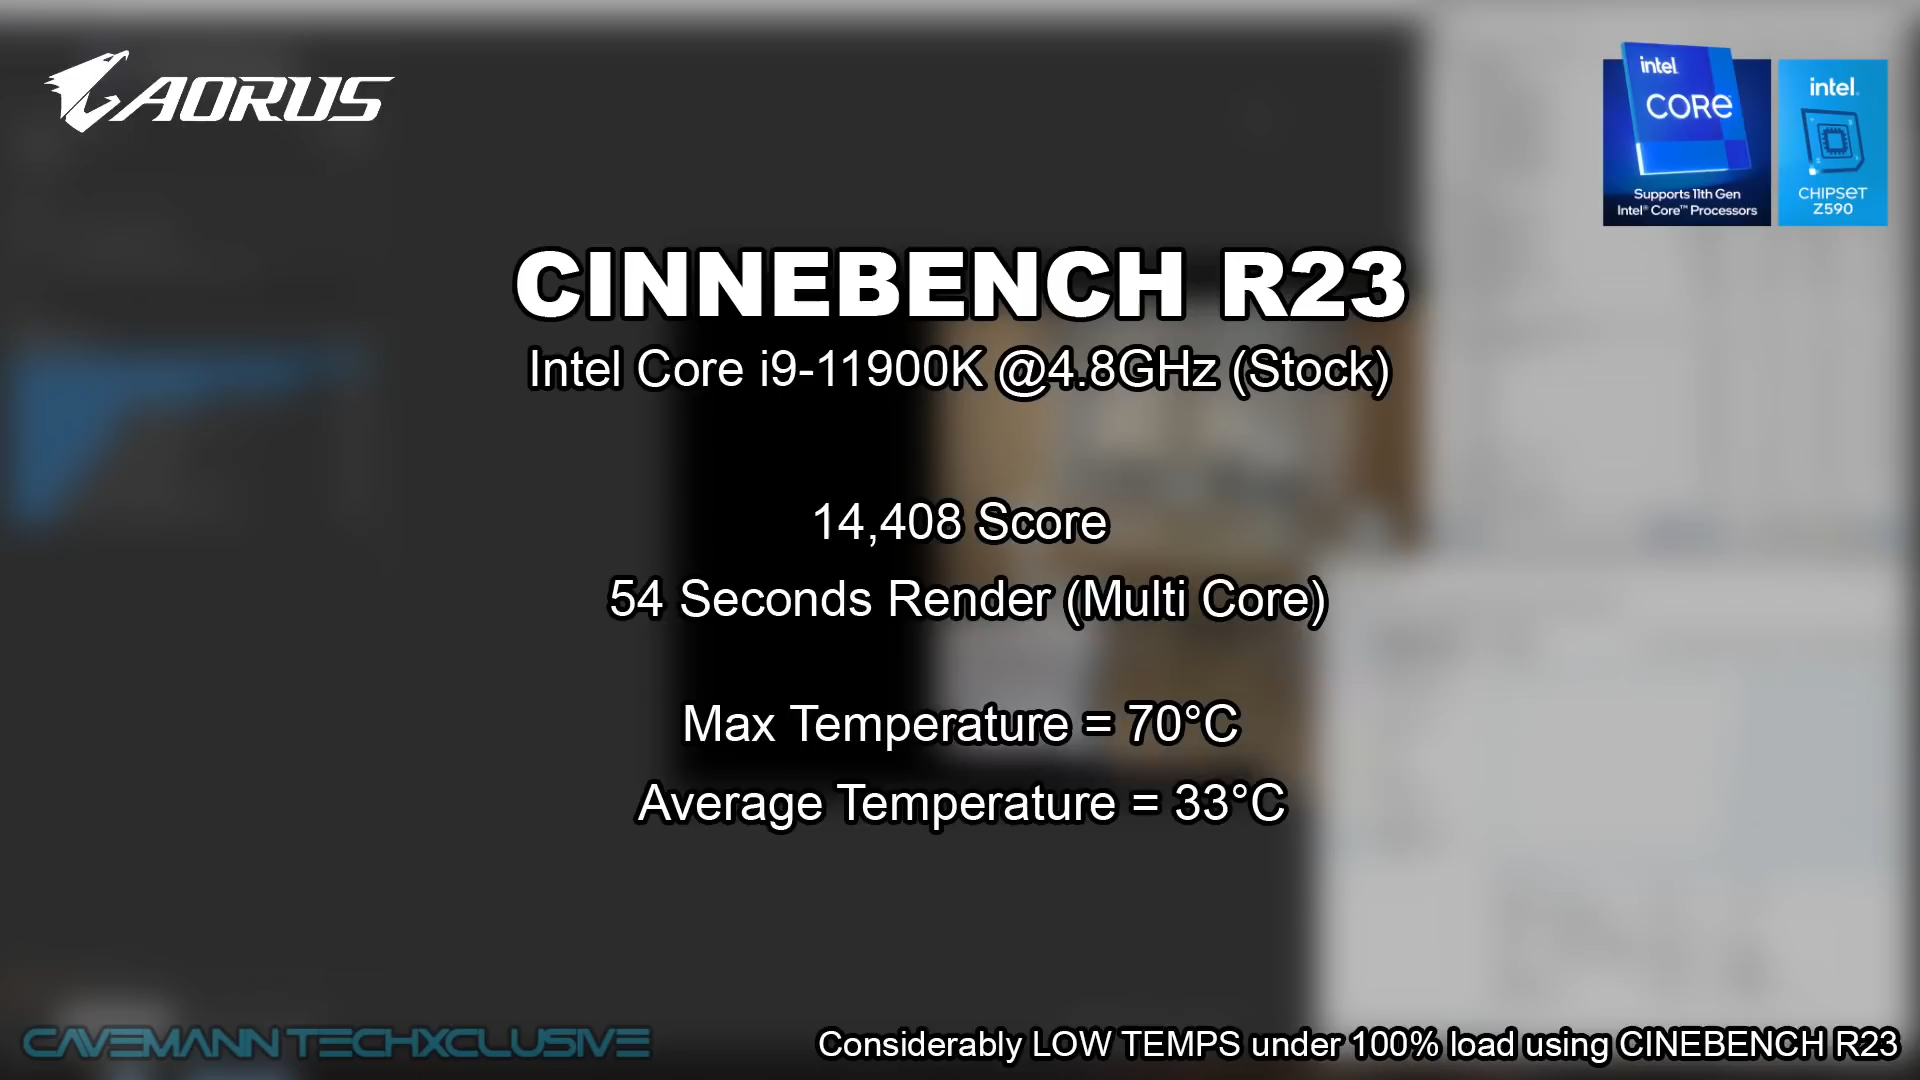 AORUS
intel
CORE
Supports 11th Gen
Intel® Core™ Processors
intel.
CHIPSET
Z590
CINNEBENCH R23
Intel Core i9-11900K @4.8GHz (Stock)
14,408 Score
54 Seconds Render (Multi Core)
Max Temperature = 70°C
Average Temperature = 33°C
CAVEMANN TECHXCLUSIVE
Considerably LOW TEMPS under 100% load using CINEBENCH R23